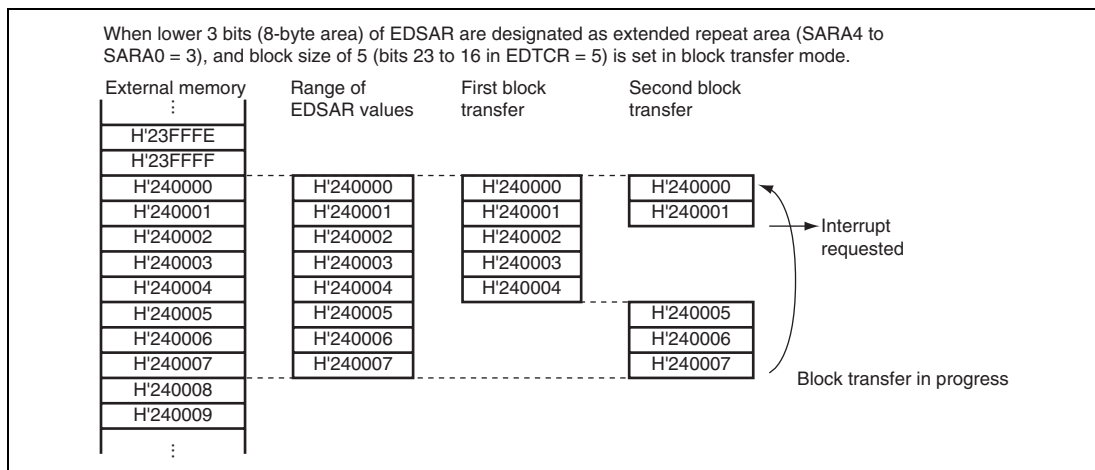 When lower 3 bits (8-byte area) of EDSAR are designated as extended repeat area (SARA4 to
SARA0 = 3), and block size of 5 (bits 23 to 16 in EDTCR = 5) is set in block transfer mode.
External memory
⋮
H'23FFFE
H'23FFFF
H'240000
H'240001
H'240002
H'240003
H'240004
H'240005
H'240006
H'240007
H'240008
H'240009
⋮
Range of
EDSAR values
H'240000
H'240001
H'240002
H'240003
H'240004
H'240005
H'240006
H'240007
First block
transfer
H'240000
H'240001
H'240002
H'240003
H'240004
Second block
transfer
H'240000
H'240001
H'240005
H'240006
H'240007
Interrupt
requested
Block transfer in progress